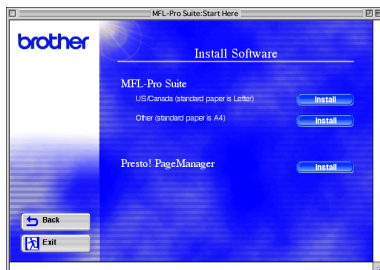 MFL-Pro Suite:Start Here
brother
Install Software
MFL-Pro Suite
US/Canada (standard paper is Letter)
Install
Other (standard paper is A4)
Install
Presto! PageManager
Install
Back
Exit